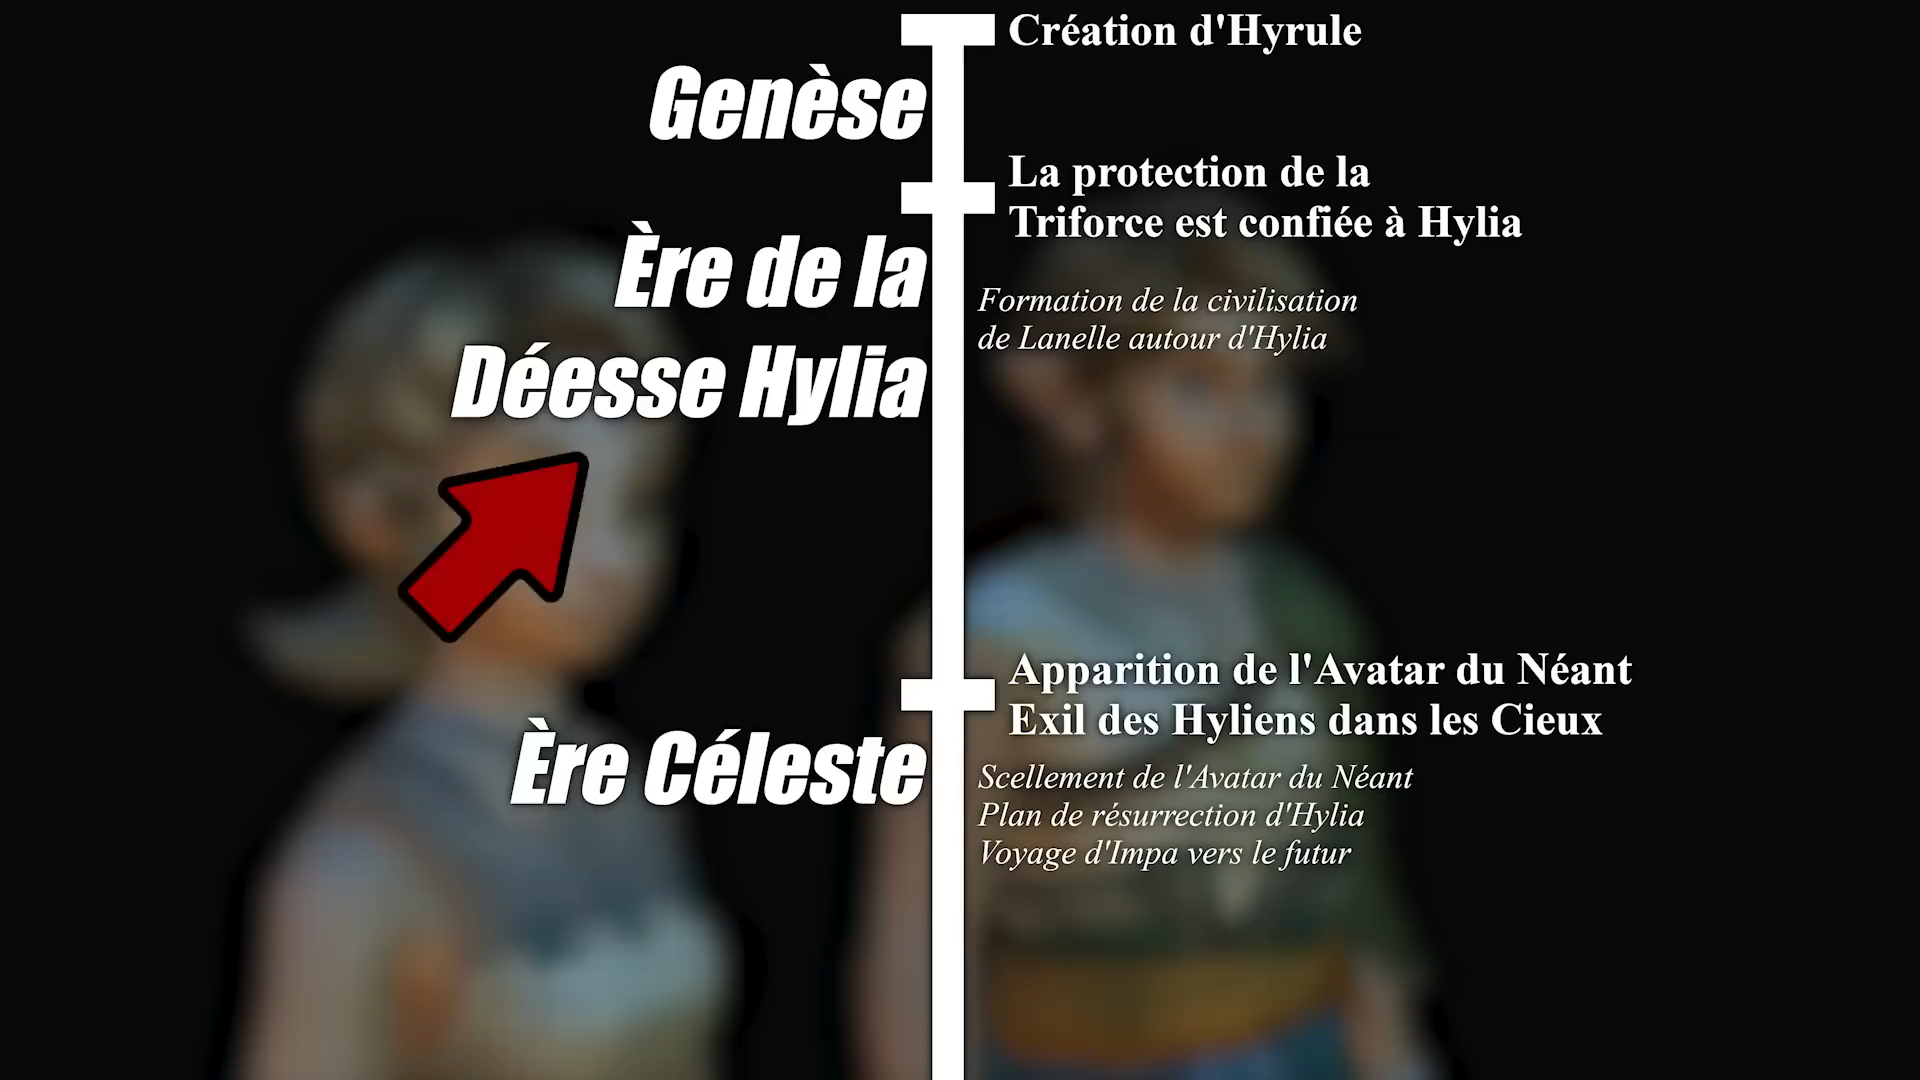 Création d'Hyrule
Genèse
La protection de la
Triforce est confiée à Hylia
Ère de la
Déesse Hylia
Formation de la civilisation
de Lanelle autour d'Hylia
Apparition de l'Avatar du Néant
Exil des Hyliens dans les Cieux
Ère Céleste
Scellement de l'Avatar du Néant
Plan de résurrection d'Hylia
Voyage d'Impa vers le futur